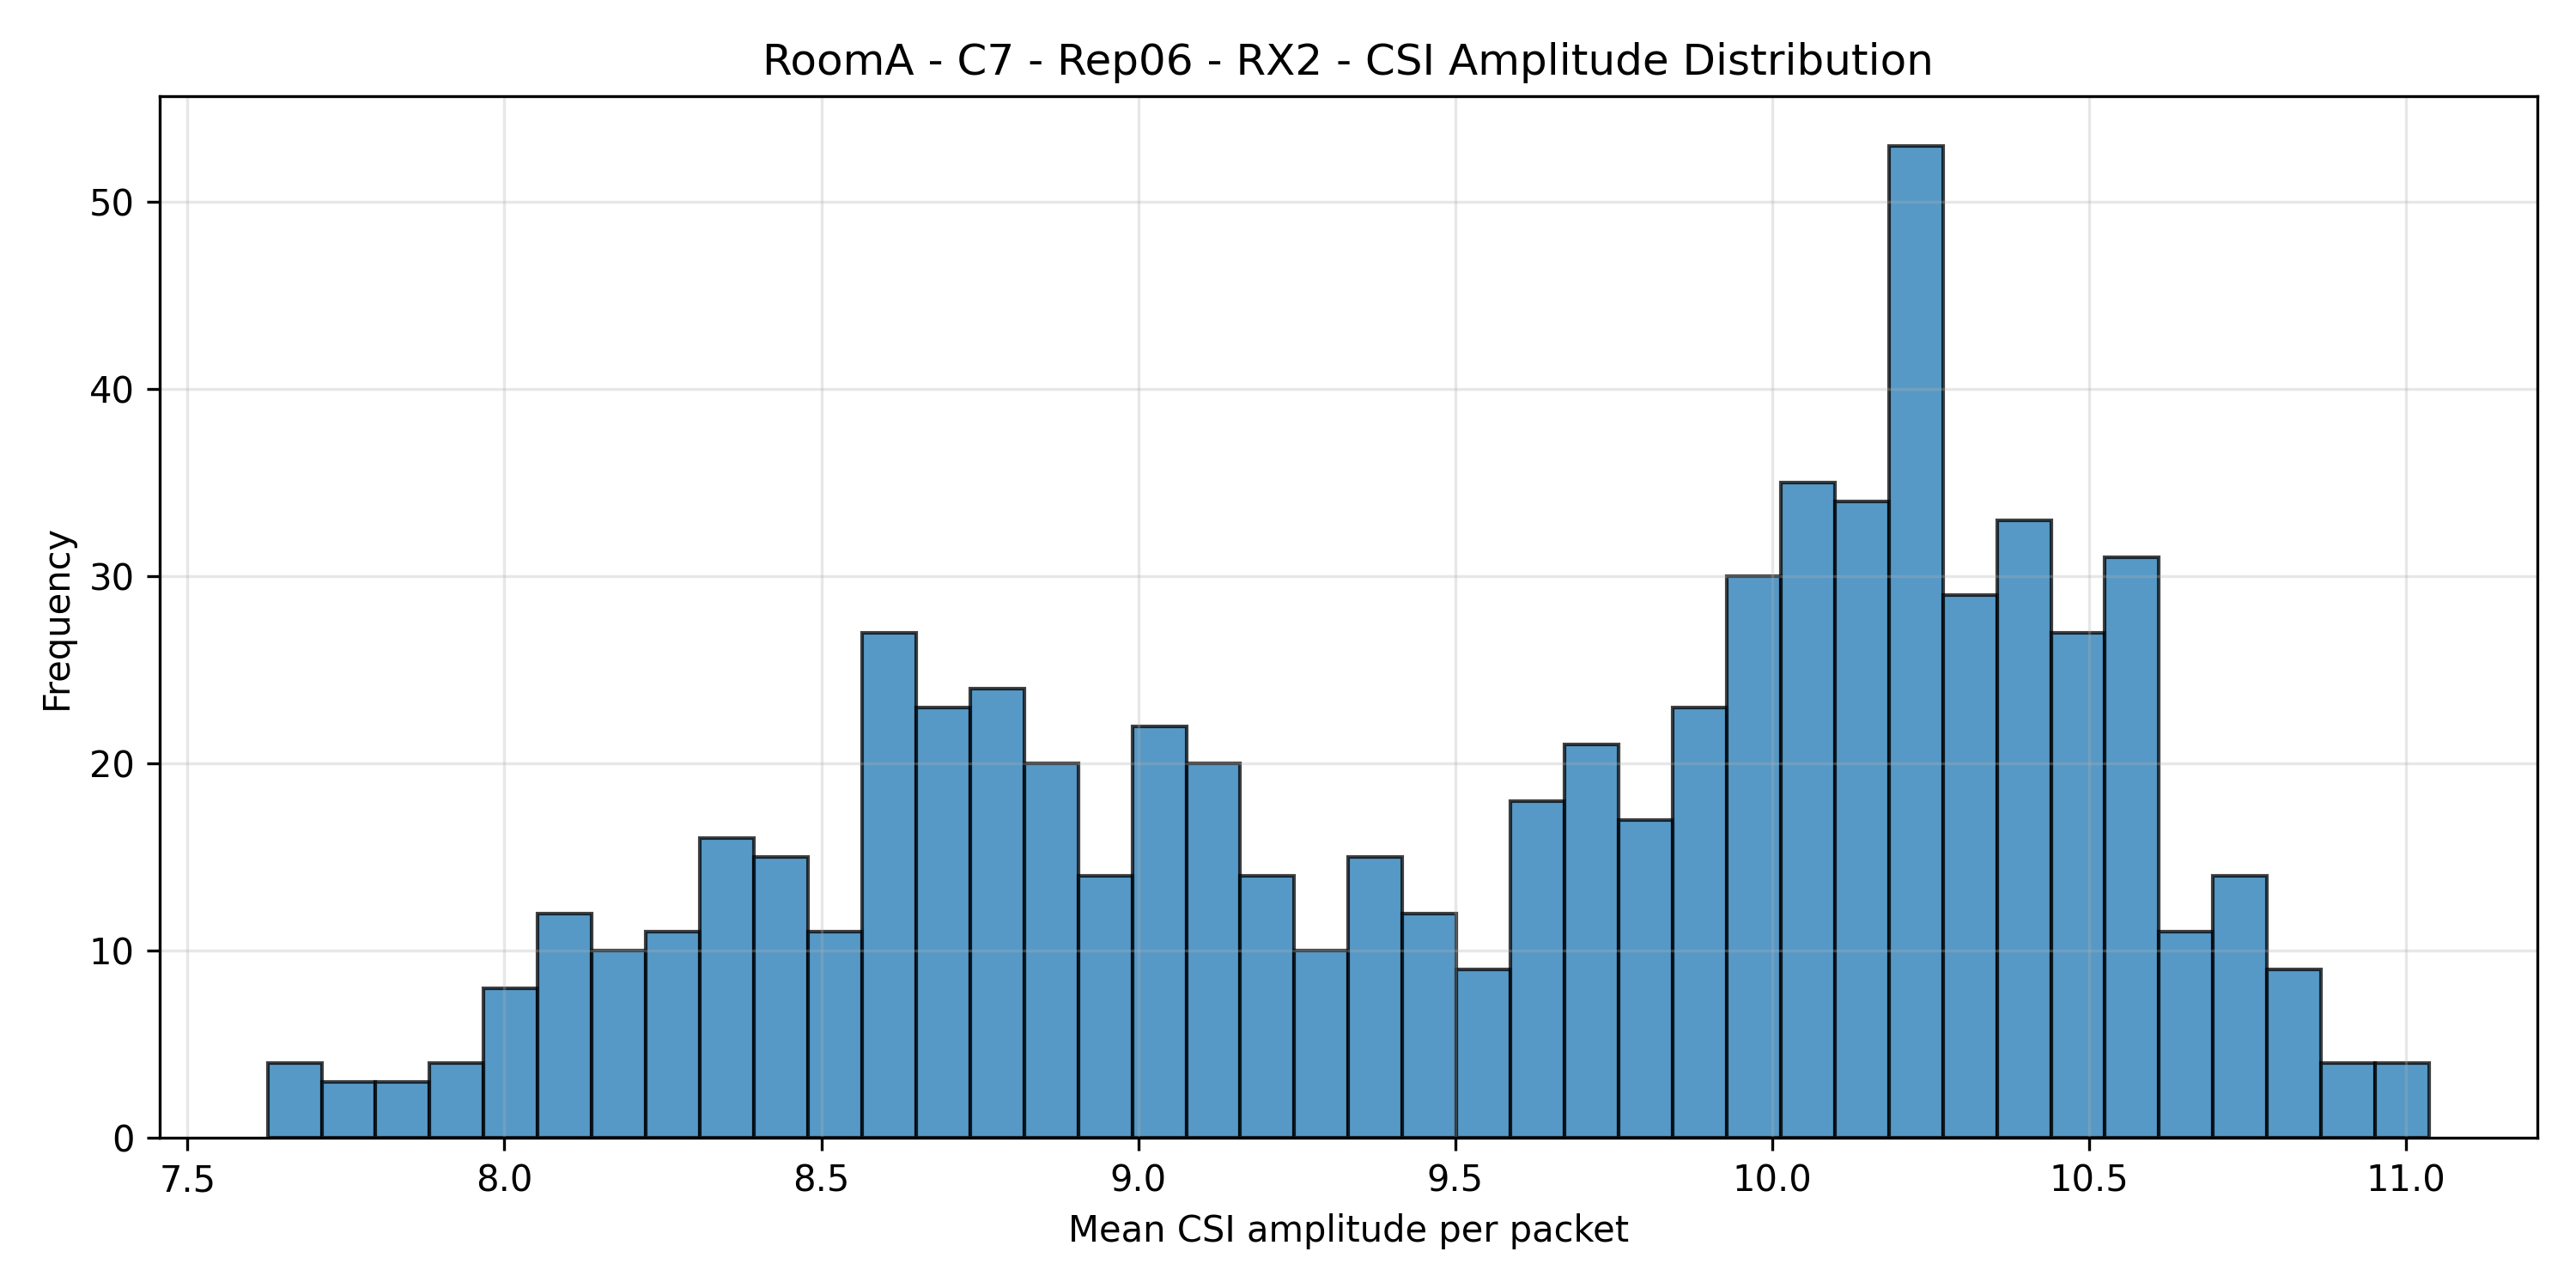 RoomA - C7 - Rep06 - RX2 - CSI Amplitude Distribution
Frequency
50
40
30
20
10
0
7.5 8.0 8.5 9.0 9.5 10.0 10.5 11.0
Mean CSI amplitude per packet